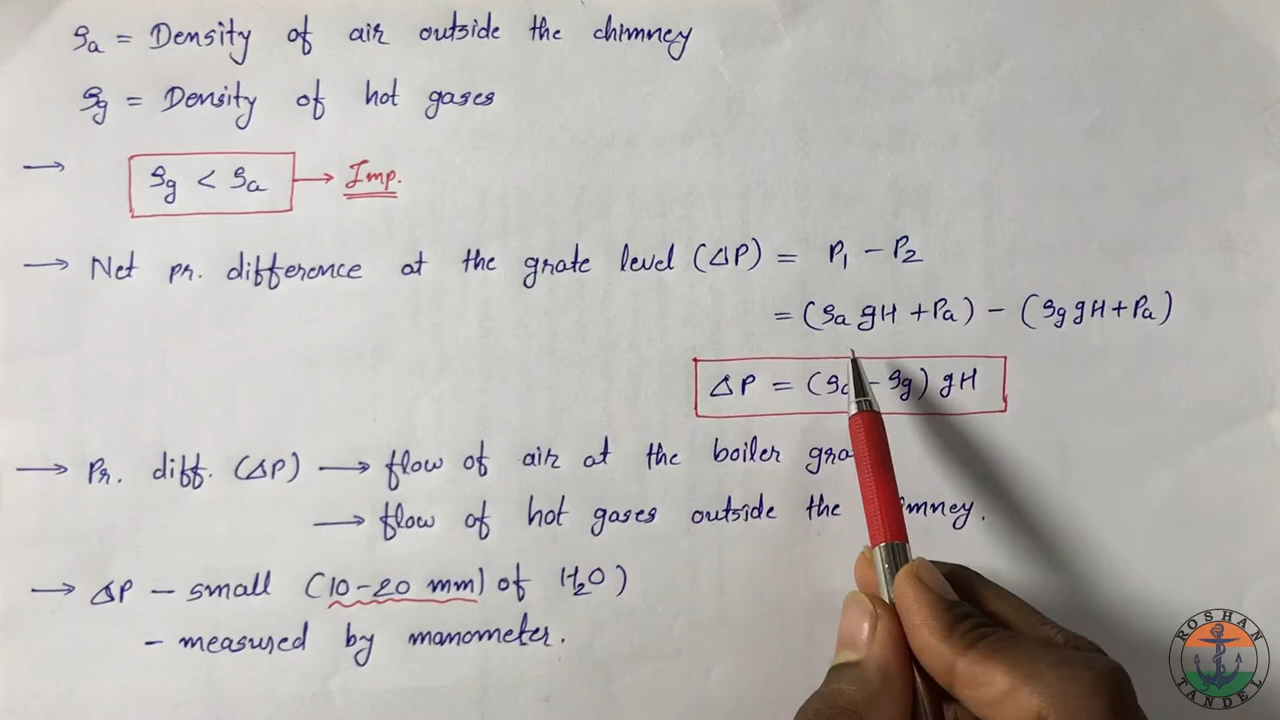 ρa = Density of air outside the chimney
ρg = Density of hot gases
→ ρg < ρa → Imp.
→ Net pr. difference at the grate level (ΔP) = P1 - P2
= (ρa gH + Pa) - (ρg gH + Pa)
ΔP = (ρa - ρg) gH
→ Pr. diff. (ΔP) → flow of air at the boiler
→ flow of hot gases outside the
→ ΔP - small (10-20 mm) of H2O)
- measured by manometer.
ROSHAN
TANDEL